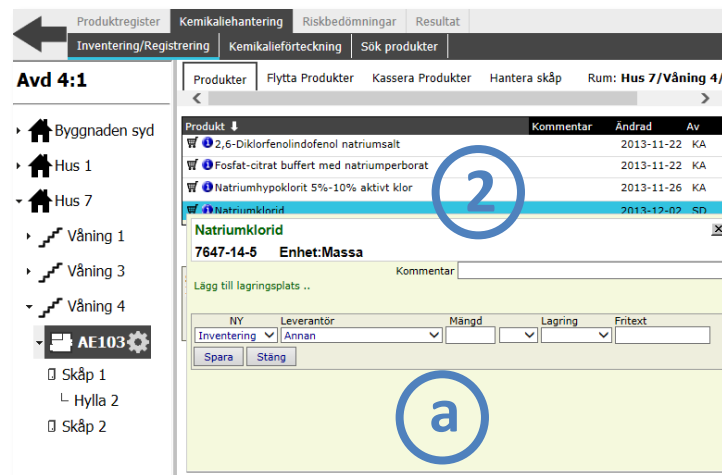 Produktregister Kemikaliehantering Riskbedömningar Resultat
Inventering/Registrering Kemikalieförteckning Sök produkter
Avd 4:1
Produkter Flytta Produkter Kassera Produkter Hantera skåp Rum: Hus 7/Våning 4/
Produkt Kommentar Ändrad Av
2,6-Diklorfenolindofenol natriumsalt 2013-11-22 KA
Fosfat-citrat buffert med natriumperborat 2013-11-22 KA
Natriumhypoklorit 5%-10% aktivt klor 2013-11-26 KA
Natriumklorid 2013-12-02 SD
2
Byggnaden syd
Hus 1
Hus 7
Våning 1
Våning 3
Våning 4
AE103
Skåp 1
Hylla 2
Skåp 2
Natriumklorid
7647-14-5 Enhet:Massa
Kommentar
Lägg till lagringsplats ..
NY Leverantör Mängd Lagring Fritext
Inventering Annan
Spara Stäng
a